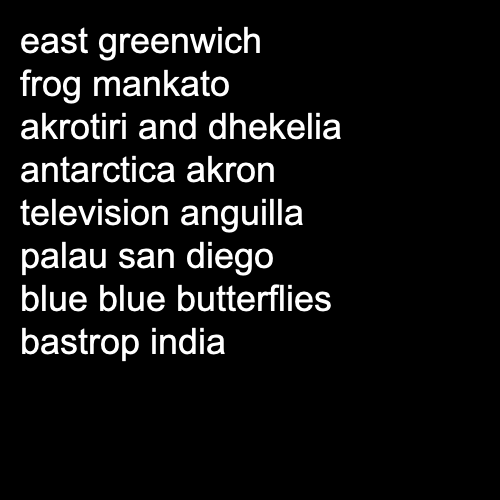 east greenwich
frog mankato
akrotiri and dhekelia
antarctica akron
television anguilla
palau san diego
blue blue butterflies
bastrop india